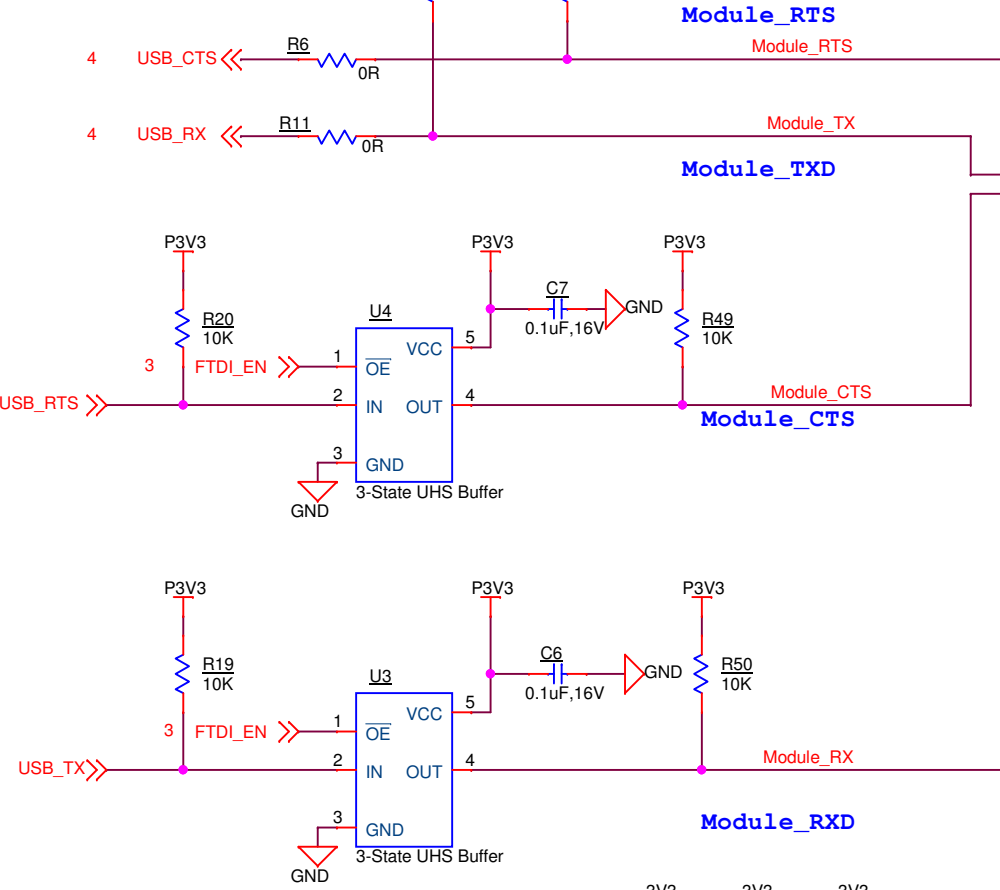 Module_RTS
4 USB_CTS R6 0R Module_RTS
4 USB_RX R11 0R Module_TX
Module_TXD
P3V3 P3V3 P3V3
C7
GND
0.1uF,16V
U4
R20
10K
R49
10K
VCC 5
3 FTDI_EN 1 OE
USB_RTS 2 IN OUT 4 Module_CTS
Module_CTS
3 GND
3-State UHS Buffer
GND
P3V3 P3V3 P3V3
C6
GND
0.1uF,16V
U3
R19
10K
R50
10K
VCC 5
3 FTDI_EN 1 OE
USB_TX 2 IN OUT 4 Module_RX
Module_RXD
3 GND
3-State UHS Buffer
GND
3V3 3V3 3V3